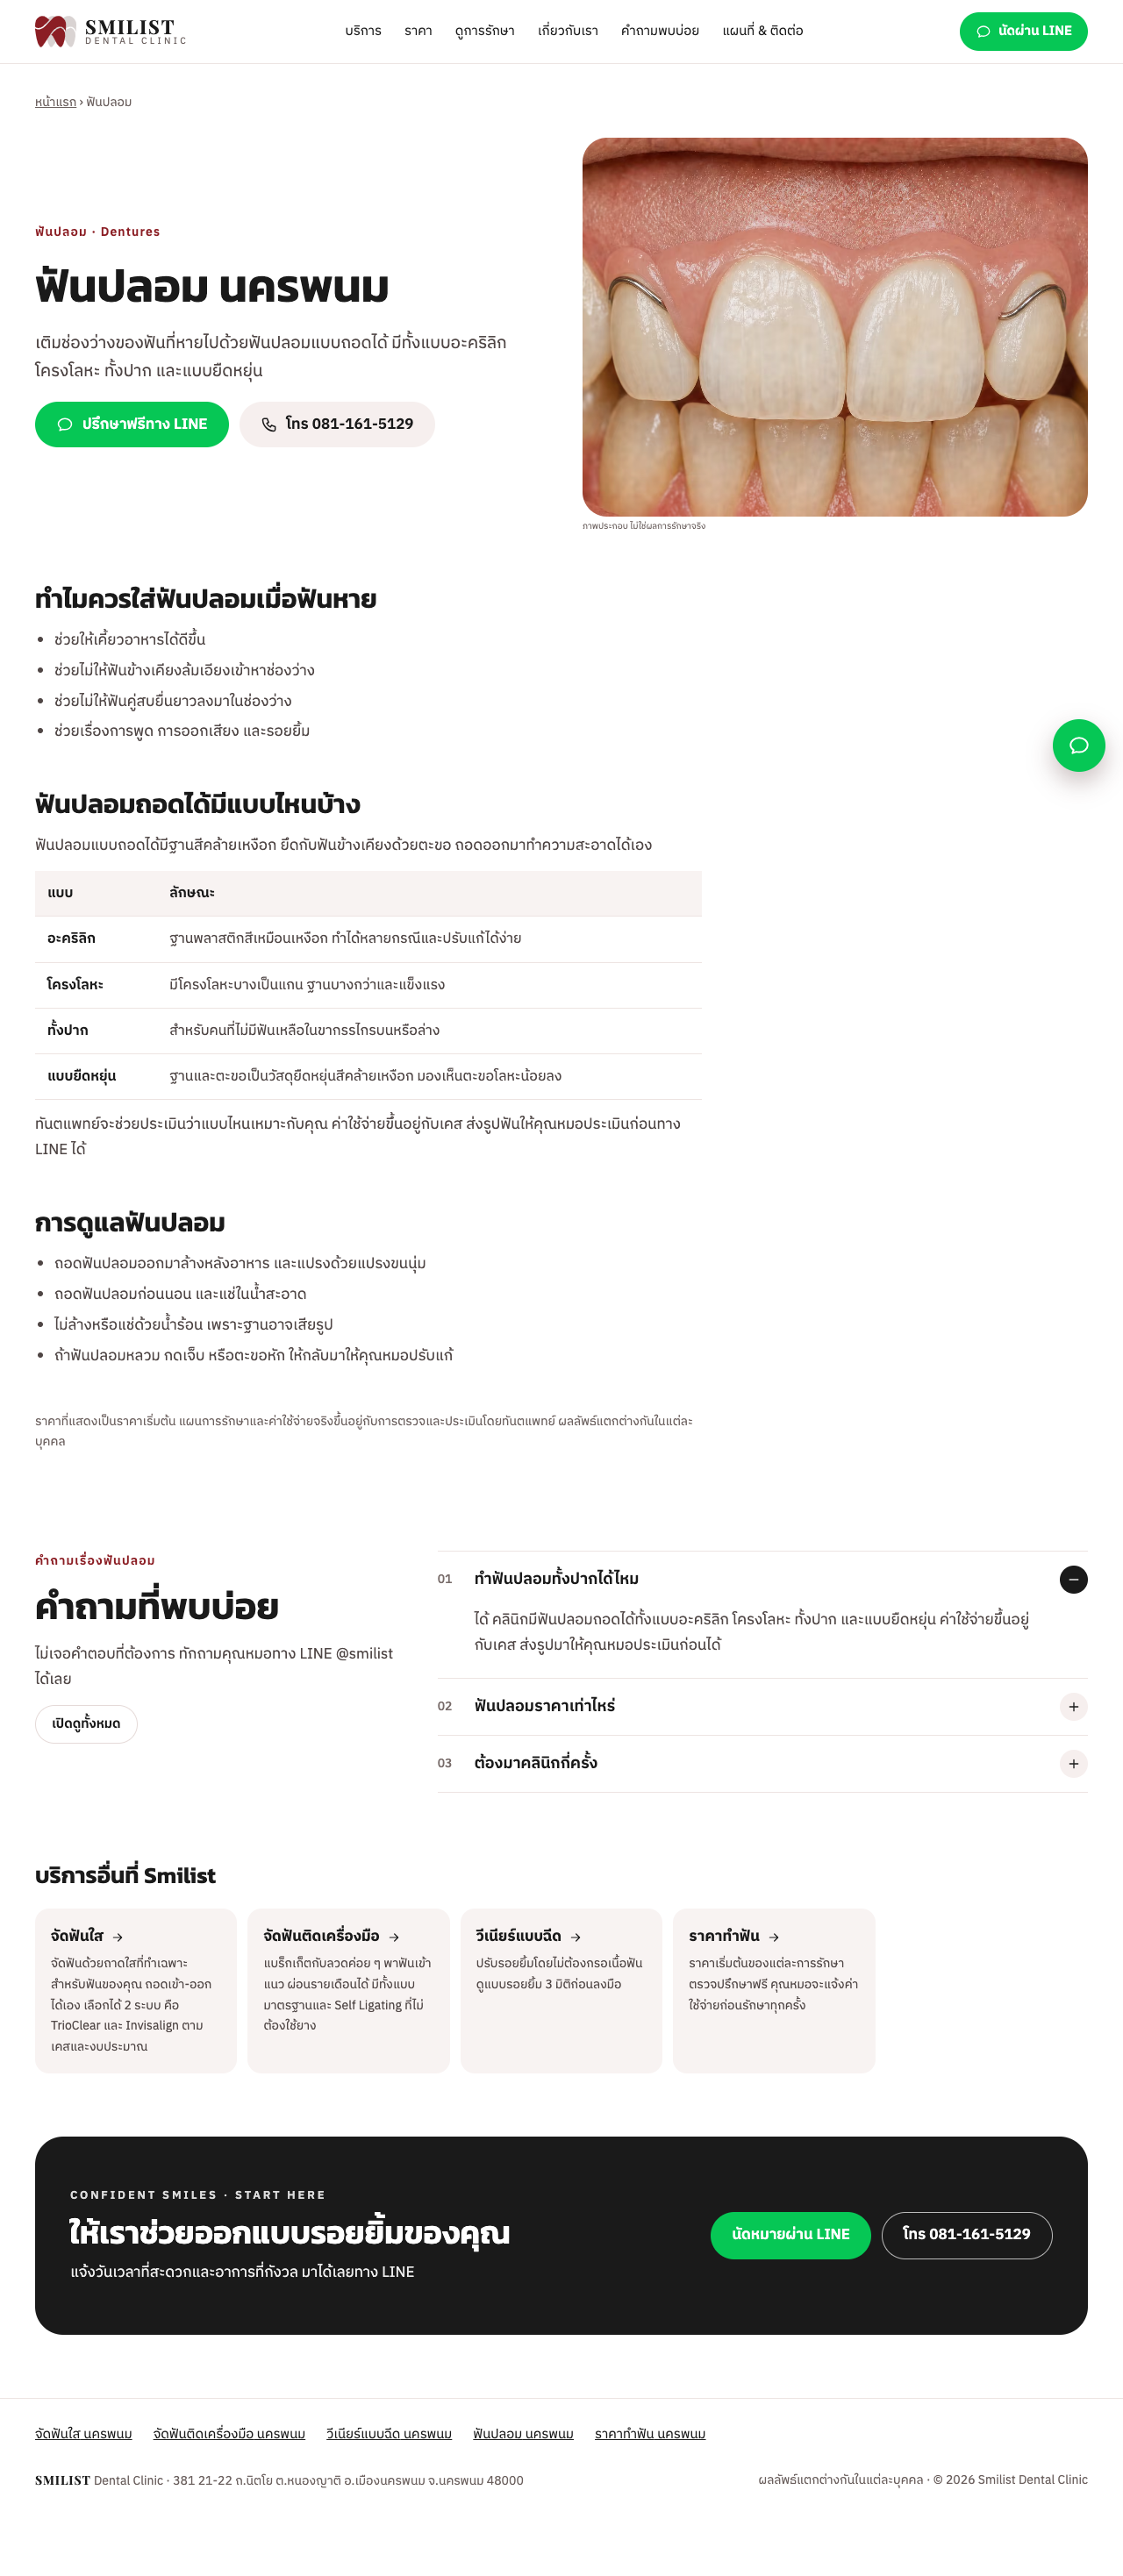 SMILIST
DENTAL CLINIC
บริการ
ราคา
ดูการรักษา
เกี่ยวกับเรา
คำถามพบบ่อย
แผนที่ & ติดต่อ
นัดผ่าน LINE
หน้าแรก › ฟันปลอม
ฟันปลอม · Dentures
ฟันปลอม นครพนม
เติมช่องว่างของฟันที่หายไปด้วยฟันปลอมแบบถอดได้ มีทั้งแบบอะคริลิก
โครงโลหะ ทั้งปาก และแบบยืดหยุ่น
ปรึกษาฟรีทาง LINE
โทร 081-161-5129
ภาพประกอบ ไม่ใช่ผลการรักษาจริง
ทำไมควรใส่ฟันปลอมเมื่อฟันหาย
• ช่วยให้เคี้ยวอาหารได้ดีขึ้น
• ช่วยไม่ให้ฟันข้างเคียงล้มเอียงเข้าหาช่องว่าง
• ช่วยไม่ให้ฟันคู่สบยื่นยาวลงมาในช่องว่าง
• ช่วยเรื่องการพูด การออกเสียง และรอยยิ้ม
ฟันปลอมถอดได้มีแบบไหนบ้าง
ฟันปลอมแบบถอดได้มีฐานสีคล้ายเหงือก ยึดกับฟันข้างเคียงด้วยตะขอ ถอดออกมาทำความสะอาดได้เอง
แบบ ลักษณะ
อะคริลิก ฐานพลาสติกสีเหมือนเหงือก ทำได้หลายกรณีและปรับแก้ได้ง่าย
โครงโลหะ มีโครงโลหะบางเป็นแกน ฐานบางกว่าและแข็งแรง
ทั้งปาก สำหรับคนที่ไม่มีฟันเหลือในขากรรไกรบนหรือล่าง
แบบยืดหยุ่น ฐานและตะขอเป็นวัสดุยืดหยุ่นสีคล้ายเหงือก มองเห็นตะขอโลหะน้อยลง
ทันตแพทย์จะช่วยประเมินว่าแบบไหนเหมาะกับคุณ ค่าใช้จ่ายขึ้นอยู่กับเคส ส่งรูปฟันให้คุณหมอประเมินก่อนทาง
LINE ได้
การดูแลฟันปลอม
• ถอดฟันปลอมออกมาล้างหลังอาหาร และแปรงด้วยแปรงขนนุ่ม
• ถอดฟันปลอมก่อนนอน และแช่ในน้ำสะอาด
• ไม่ล้างหรือแช่ด้วยน้ำร้อน เพราะฐานอาจเสียรูป
• ถ้าฟันปลอมหลวม กดเจ็บ หรือตะขอหัก ให้กลับมาให้คุณหมอปรับแก้
ราคาที่แสดงเป็นราคาเริ่มต้น แผนการรักษาและค่าใช้จ่ายจริงขึ้นอยู่กับการตรวจและประเมินโดยทันตแพทย์ ผลลัพธ์แตกต่างกันในแต่ละ
บุคคล
คำถามเรื่องฟันปลอม
คำถามที่พบบ่อย
ไม่เจอคำตอบที่ต้องการ ทักถามคุณหมอทาง LINE @smilist
ได้เลย
เปิดดูทั้งหมด
01 ทำฟันปลอมทั้งปากได้ไหม
ได้ คลินิกมีฟันปลอมถอดได้ทั้งแบบอะคริลิก โครงโลหะ ทั้งปาก และแบบยืดหยุ่น ค่าใช้จ่ายขึ้นอยู่
กับเคส ส่งรูปมาให้คุณหมอประเมินก่อนได้
02 ฟันปลอมราคาเท่าไหร่
03 ต้องมาคลินิกกี่ครั้ง
บริการอื่นที่ Smilist
จัดฟันใส →
จัดฟันด้วยถาดใสที่ทำเฉพาะ
สำหรับฟันของคุณ ถอดเข้า-ออก
ได้เอง เลือกได้ 2 ระบบ คือ
TrioClear และ Invisalign ตาม
เคสและงบประมาณ
จัดฟันติดเครื่องมือ →
แบร็กเก็ตกับลวดค่อย ๆ พาฟันเข้า
แนว ผ่อนรายเดือนได้ มีทั้งแบบ
มาตรฐานและ Self Ligating ที่ไม่
ต้องใช้ยาง
วีเนียร์แบบฉีด →
ปรับรอยยิ้มโดยไม่ต้องกรอเนื้อฟัน
ดูแบบรอยยิ้ม 3 มิติก่อนลงมือ
ราคาทำฟัน →
ราคาเริ่มต้นของแต่ละการรักษา
ตรวจปรึกษาฟรี คุณหมอจะแจ้งค่า
ใช้จ่ายก่อนรักษาทุกครั้ง
CONFIDENT SMILES · START HERE
ให้เราช่วยออกแบบรอยยิ้มของคุณ
แจ้งวันเวลาที่สะดวกและอาการที่กังวล มาได้เลยทาง LINE
นัดหมายผ่าน LINE
โทร 081-161-5129
จัดฟันใส นครพนม
จัดฟันติดเครื่องมือ นครพนม
วีเนียร์แบบฉีด นครพนม
ฟันปลอม นครพนม
ราคาทำฟัน นครพนม
SMILIST Dental Clinic · 381 21-22 ถ.นิตโย ต.หนองญาติ อ.เมืองนครพนม จ.นครพนม 48000
ผลลัพธ์แตกต่างกันในแต่ละบุคคล · © 2026 Smilist Dental Clinic